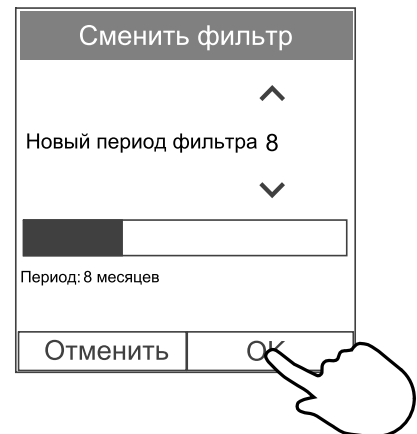 Сменить фильтр
Новый период фильтра 8
Период: 8 месяцев
Отменить OK